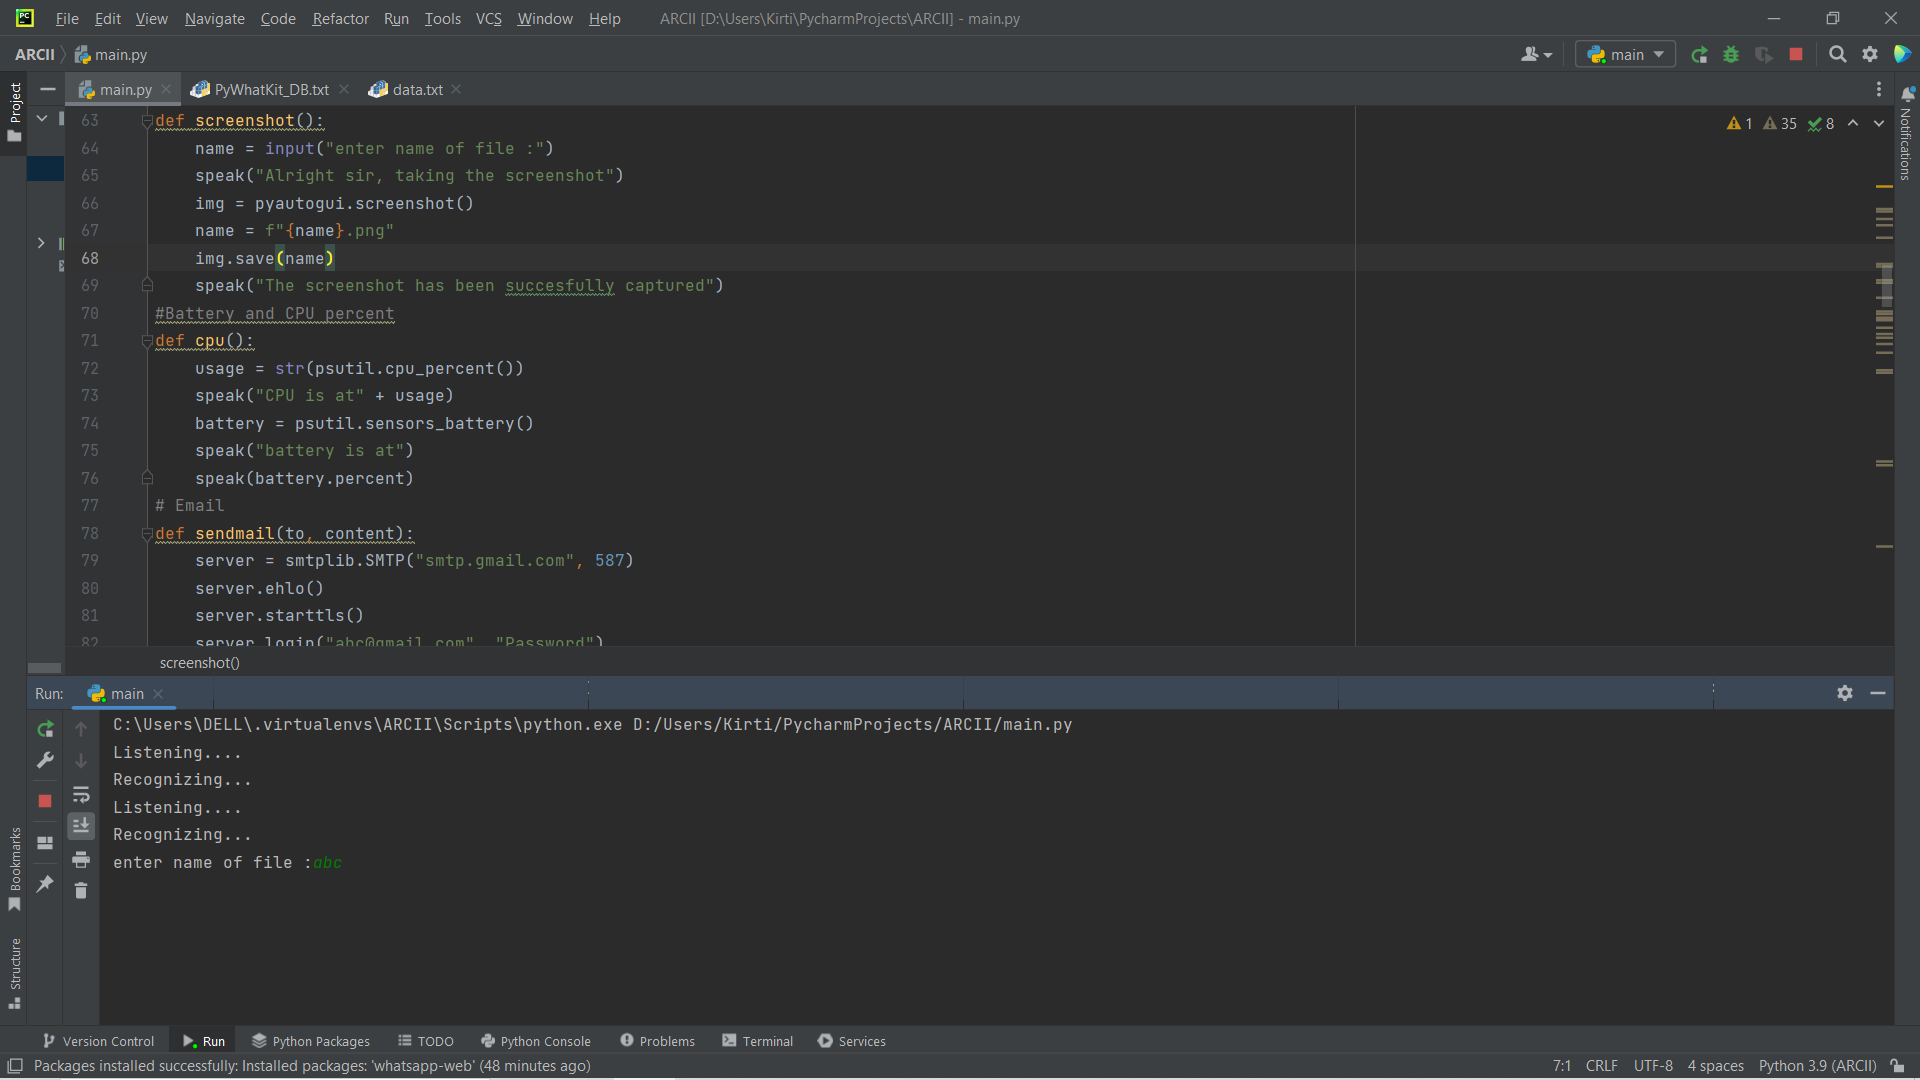 PC File Edit View Navigate Code Refactor Run Tools VCS Window Help ARCII [D:\Users\Kirti\PycharmProjects\ARCII] - main.py
ARCII main.py main
Project
main.py PyWhatKit_DB.txt data.txt
Notifications
1 35 8
63 def screenshot():
64 name = input("enter name of file :")
65 speak("Alright sir, taking the screenshot")
66 img = pyautogui.screenshot()
67 name = f"{name}.png"
68 img.save(name)
69 speak("The screenshot has been succesfully captured")
70 #Battery and CPU percent
71 def cpu():
72 usage = str(psutil.cpu_percent())
73 speak("CPU is at" + usage)
74 battery = psutil.sensors_battery()
75 speak("battery is at")
76 speak(battery.percent)
77 # Email
78 def sendmail(to, content):
79 server = smtplib.SMTP("smtp.gmail.com", 587)
80 server.ehlo()
81 server.starttls()
82 server.login("abc@gmail.com", "Password")
screenshot()
Run: main
C:\Users\DELL\.virtualenvs\ARCII\Scripts\python.exe D:/Users/Kirti/PycharmProjects/ARCII/main.py
Listening....
Recognizing...
Listening....
Recognizing...
enter name of file :abc
Bookmarks
Structure
Version Control Run Python Packages TODO Python Console Problems Terminal Services
Packages installed successfully: Installed packages: 'whatsapp-web' (48 minutes ago) 7:1 CRLF UTF-8 4 spaces Python 3.9 (ARCII)